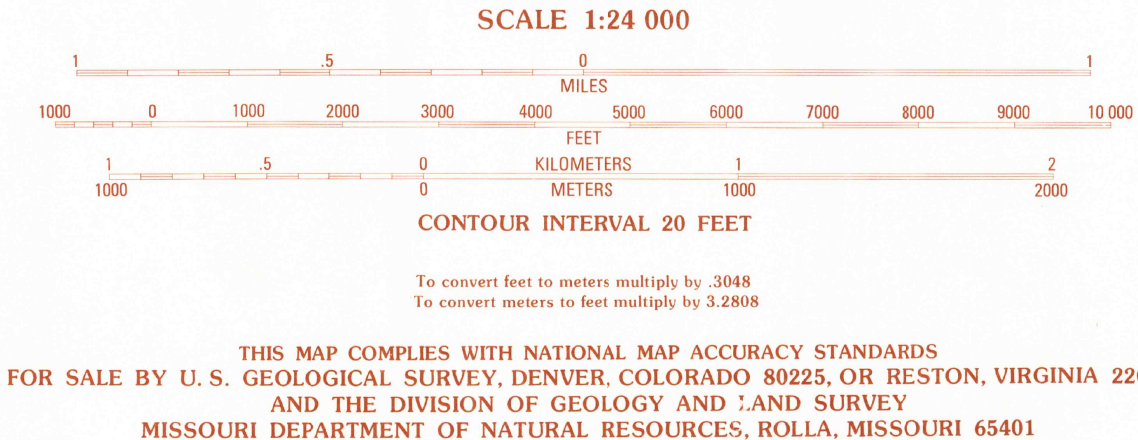 SCALE 1:24 000
1 .5 0 1
MILES
1000 0 1000 2000 3000 4000 5000 6000 7000 8000 9000 10 000
FEET
1 .5 0 KILOMETERS 1 2
1000 0 METERS 1000 2000
CONTOUR INTERVAL 20 FEET
To convert feet to meters multiply by .3048
To convert meters to feet multiply by 3.2808
THIS MAP COMPLIES WITH NATIONAL MAP ACCURACY STANDARDS
FOR SALE BY U. S. GEOLOGICAL SURVEY, DENVER, COLORADO 80225, OR RESTON, VIRGINIA
AND THE DIVISION OF GEOLOGY AND LAND SURVEY
MISSOURI DEPARTMENT OF NATURAL RESOURCES, ROLLA, MISSOURI 65401